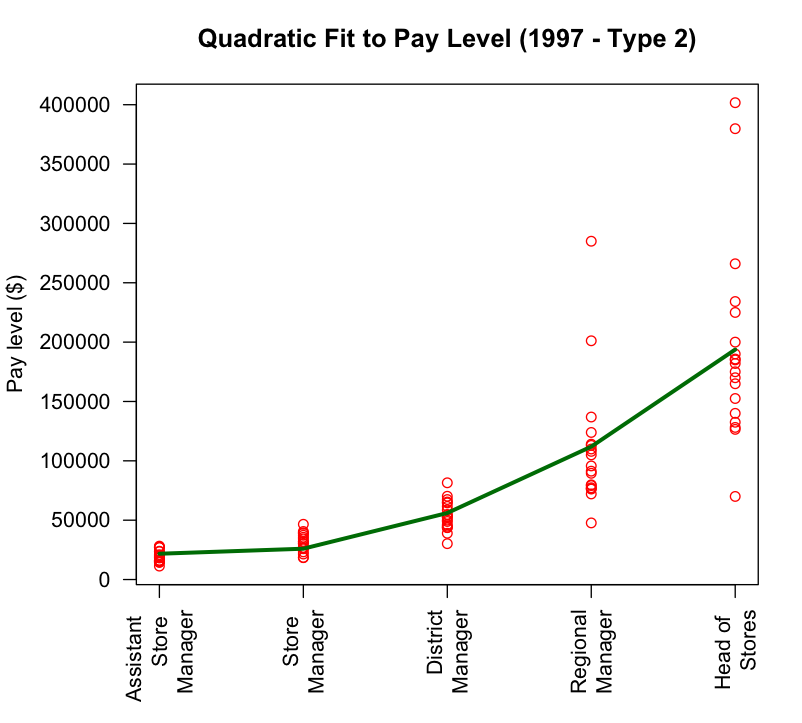 Quadratic Fit to Pay Level (1997 - Type 2)
Pay level ($)
400000
350000
300000
250000
200000
150000
100000
50000
0
Assistant
Store
Manager
Store
Manager
District
Manager
Regional
Manager
Head of
Stores